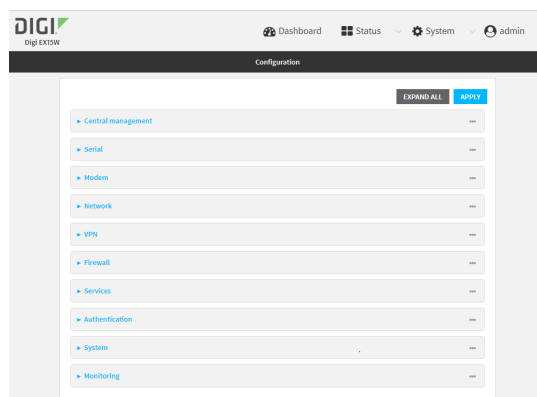 DIGI
Digi EX15W
Dashboard Status System admin
Configuration
EXPAND ALL APPLY
Central management
Serial
Modem
Network
VPN
Firewall
Services
Authentication
System
Monitoring